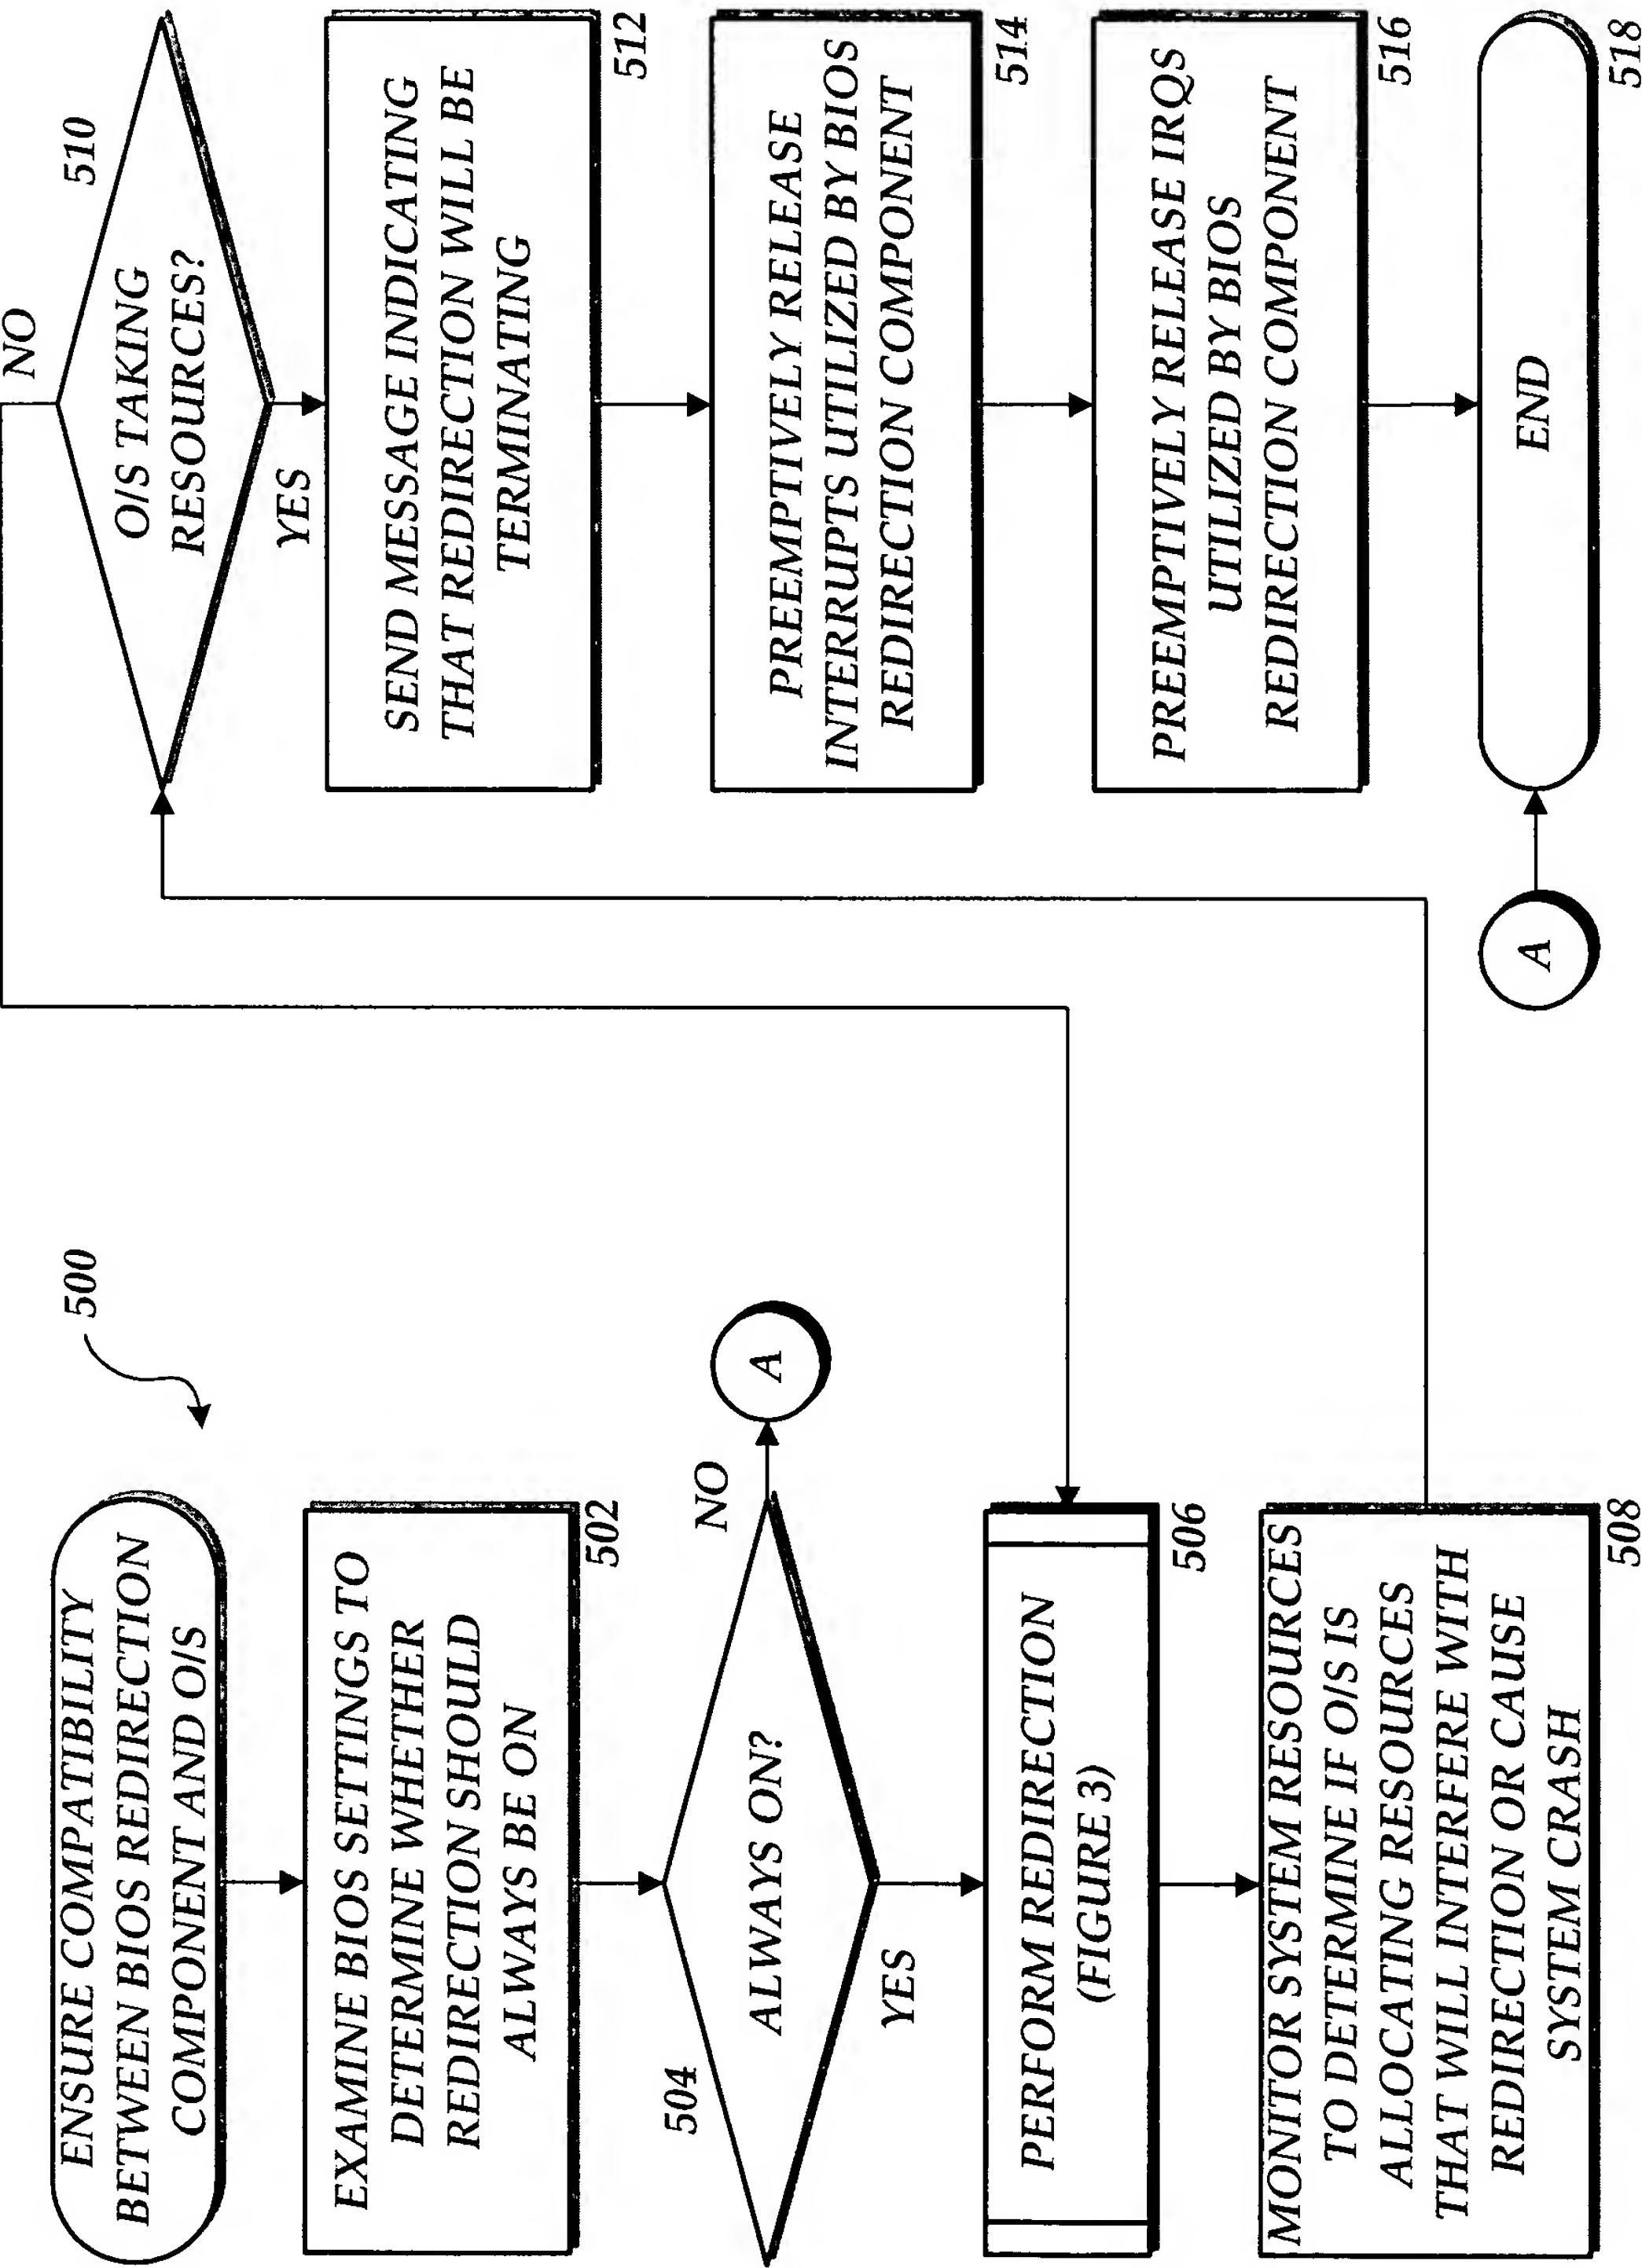 500
ENSURE COMPATIBILITY
BETWEEN BIOS REDIRECTION
COMPONENT AND O/S
EXAMINE BIOS SETTINGS TO
DETERMINE WHETHER
REDIRECTION SHOULD
ALWAYS BE ON
502
504
ALWAYS ON?
NO
A
YES
PERFORM REDIRECTION
(FIGURE 3)
506
MONITOR SYSTEM RESOURCES
TO DETERMINE IF O/S IS
ALLOCATING RESOURCES
THAT WILL INTERFERE WITH
REDIRECTION OR CAUSE
SYSTEM CRASH
508
NO
510
O/S TAKING
RESOURCES?
YES
SEND MESSAGE INDICATING
THAT REDIRECTION WILL BE
TERMINATING
512
PREEMPTIVELY RELEASE
INTERRUPTS UTILIZED BY BIOS
REDIRECTION COMPONENT
514
PREEMPTIVELY RELEASE IRQS
UTILIZED BY BIOS
REDIRECTION COMPONENT
516
A
END
518